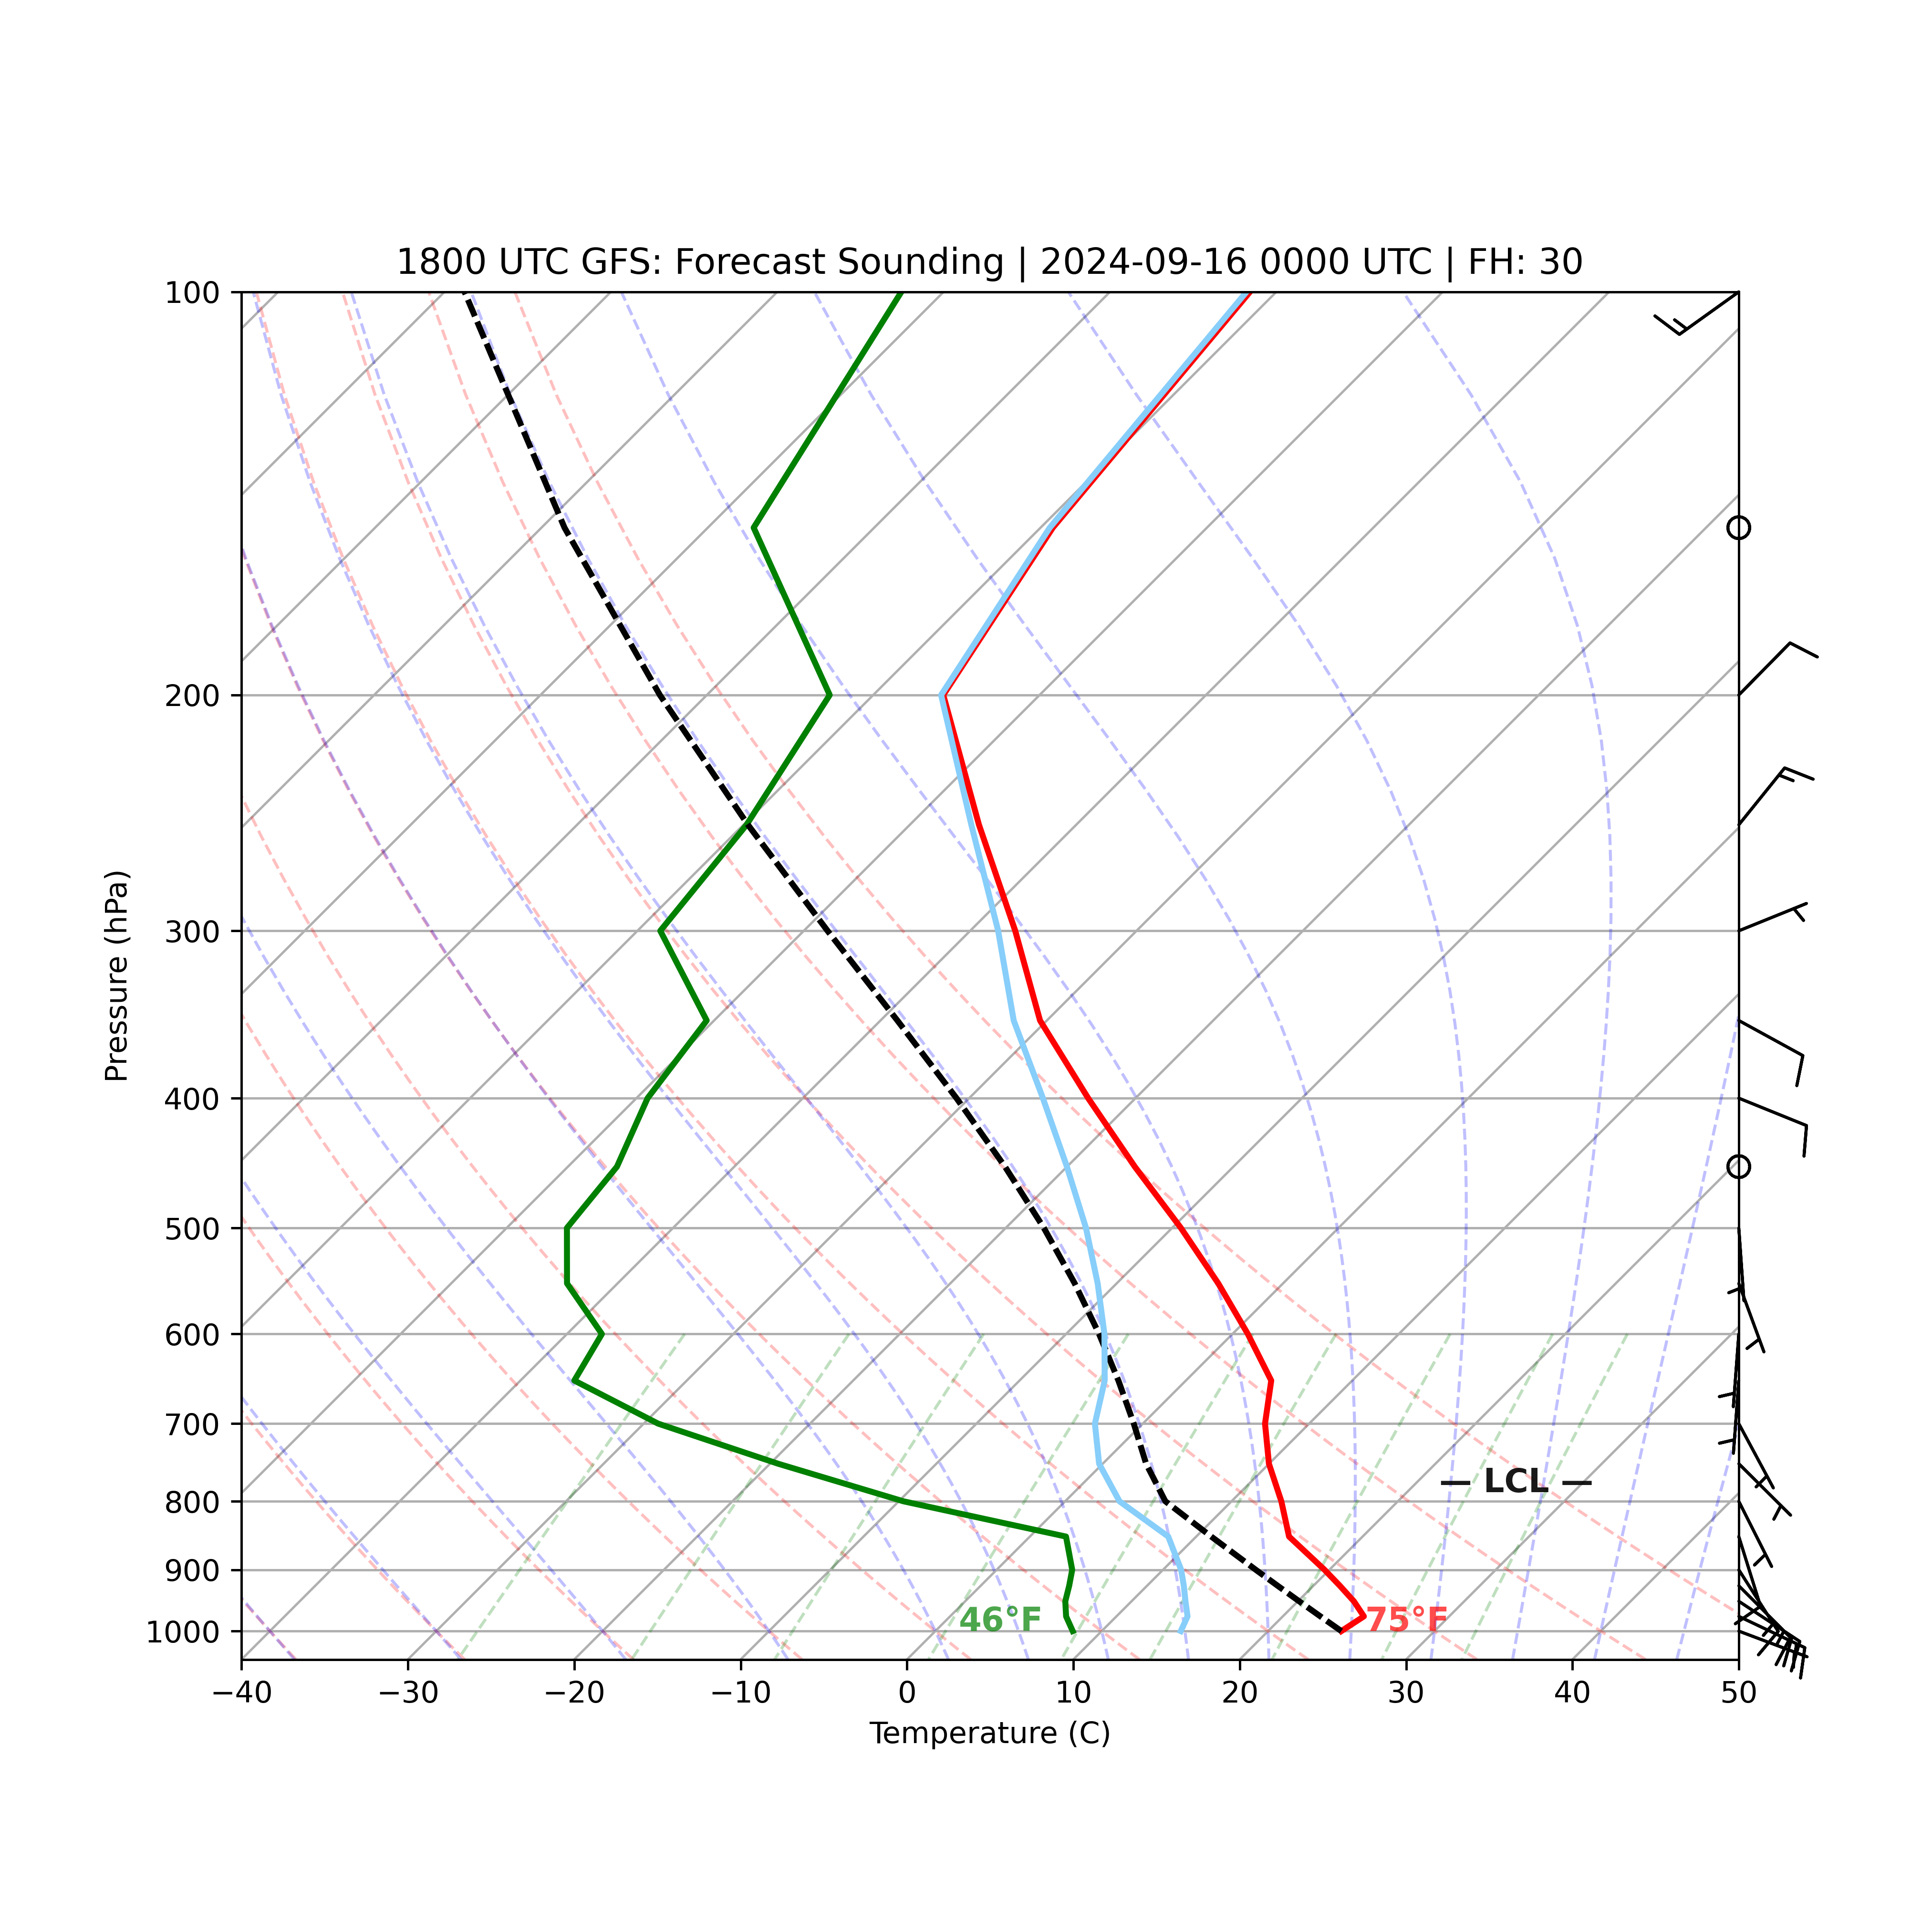 1800 UTC GFS: Forecast Sounding | 2024-09-16 0000 UTC | FH: 30
100
200
300
400
500
600
700
800
900
1000
Pressure (hPa)
— LCL —
46°F
75°F
−40 −30 −20 −10 0 10 20 30 40 50
Temperature (C)